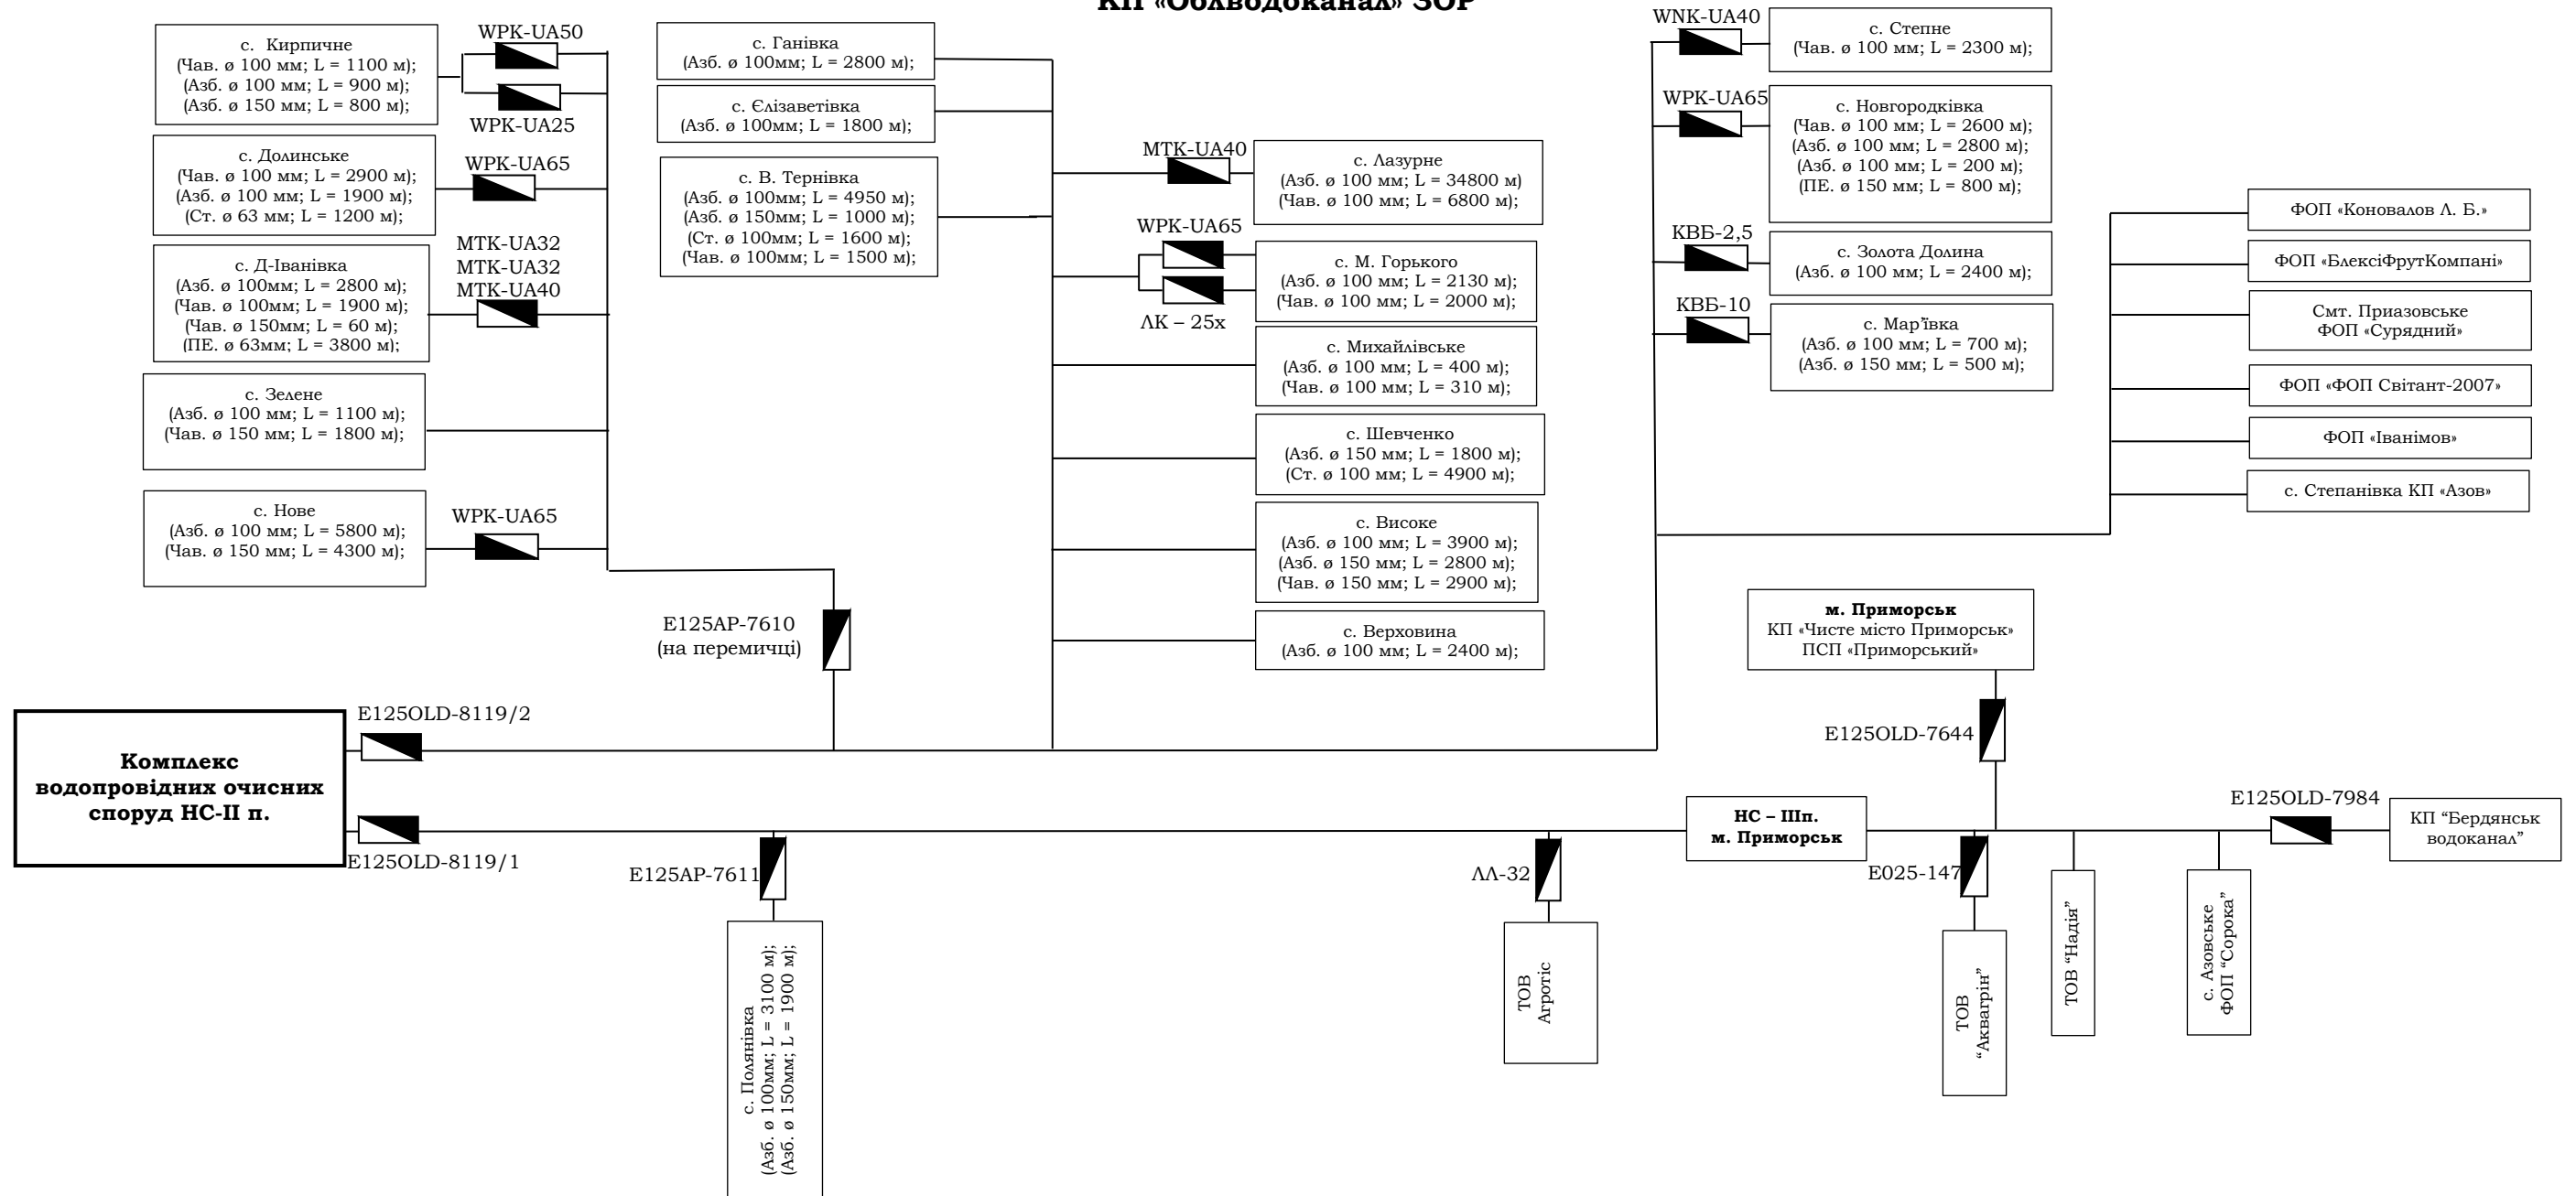 КП «Облводоканал» ЗОР
с. Кирпичне
(Чав. ø 100 мм; L = 1100 м);
(Азб. ø 100 мм; L = 900 м);
(Азб. ø 150 мм; L = 800 м);
WPK-UA50
WPK-UA25
с. Долинське
(Чав. ø 100 мм; L = 2900 м);
(Азб. ø 100 мм; L = 1900 м);
(Ст. ø 63 мм; L = 1200 м);
WPK-UA65
с. Д-Іванівка
(Азб. ø 100мм; L = 2800 м);
(Чав. ø 100мм; L = 1900 м);
(Чав. ø 150мм; L = 60 м);
(ПЕ. ø 63мм; L = 3800 м);
MTK-UA32
MTK-UA32
MTK-UA40
с. Зелене
(Азб. ø 100 мм; L = 1100 м);
(Чав. ø 150 мм; L = 1800 м);
с. Нове
(Азб. ø 100 мм; L = 5800 м);
(Чав. ø 150 мм; L = 4300 м);
WPK-UA65
с. Ганівка
(Азб. ø 100мм; L = 2800 м);
с. Єлізаветівка
(Азб. ø 100мм; L = 1800 м);
с. В. Тернівка
(Азб. ø 100мм; L = 4950 м);
(Азб. ø 150мм; L = 1000 м);
(Ст. ø 100мм; L = 1600 м);
(Чав. ø 100мм; L = 1500 м);
E125AP-7610
(на перемичці)
MTK-UA40
с. Лазурне
(Азб. ø 100 мм; L = 34800 м)
(Чав. ø 100 мм; L = 6800 м);
WPK-UA65
ЛК – 25х
с. М. Горького
(Азб. ø 100 мм; L = 2130 м);
(Чав. ø 100 мм; L = 2000 м);
с. Михайлівське
(Азб. ø 100 мм; L = 400 м);
(Чав. ø 100 мм; L = 310 м);
с. Шевченко
(Азб. ø 150 мм; L = 1800 м);
(Ст. ø 100 мм; L = 4900 м);
с. Високе
(Азб. ø 100 мм; L = 3900 м);
(Азб. ø 150 мм; L = 2800 м);
(Чав. ø 150 мм; L = 2900 м);
с. Верховина
(Азб. ø 100 мм; L = 2400 м);
WNK-UA40
с. Степне
(Чав. ø 100 мм; L = 2300 м);
WPK-UA65
с. Новгородківка
(Чав. ø 100 мм; L = 2600 м);
(Азб. ø 100 мм; L = 2800 м);
(Азб. ø 100 мм; L = 200 м);
(ПЕ. ø 150 мм; L = 800 м);
КВБ-2,5
с. Золота Долина
(Азб. ø 100 мм; L = 2400 м);
КВБ-10
с. Мар’ївка
(Азб. ø 100 мм; L = 700 м);
(Азб. ø 150 мм; L = 500 м);
ФОП «Коновалов Л. Б.»
ФОП «БлексіФрутКомпані»
Смт. Приазовське
ФОП «Сурядний»
ФОП «ФОП Світант-2007»
ФОП «Іванімов»
с. Степанівка КП «Азов»
м. Приморськ
КП «Чисте місто Приморськ»
ПСП «Приморський»
E125OLD-7644
Комплекс
водопровідних очисних
споруд НС-ІІ п.
E125OLD-8119/2
E125OLD-8119/1
E125AP-7611
с. Полянівка
(Азб. ø 100мм; L = 3100 м);
(Азб. ø 150мм; L = 1900 м);
ЛЛ-32
ТОВ
Агротіс
НС – ІІІп.
м. Приморськ
E025-147
ТОВ
“Аквагрін”
ТОВ “Надія”
с. Азовське
ФОП “Сорока”
E125OLD-7984
КП “Бердянськ
водоканал”